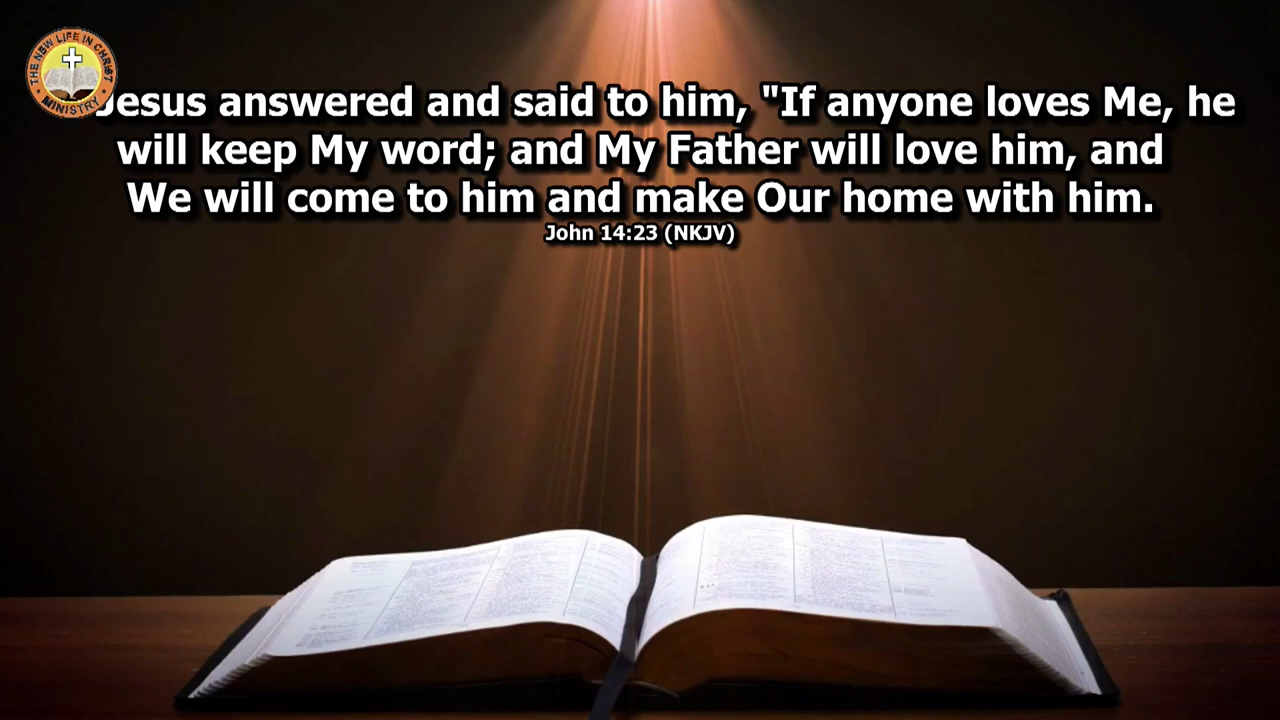 THE NEW LIFE IN CHRIST
MINISTRY
Jesus answered and said to him, "If anyone loves Me, he
will keep My word; and My Father will love him, and
We will come to him and make Our home with him.
John 14:23 (NKJV)